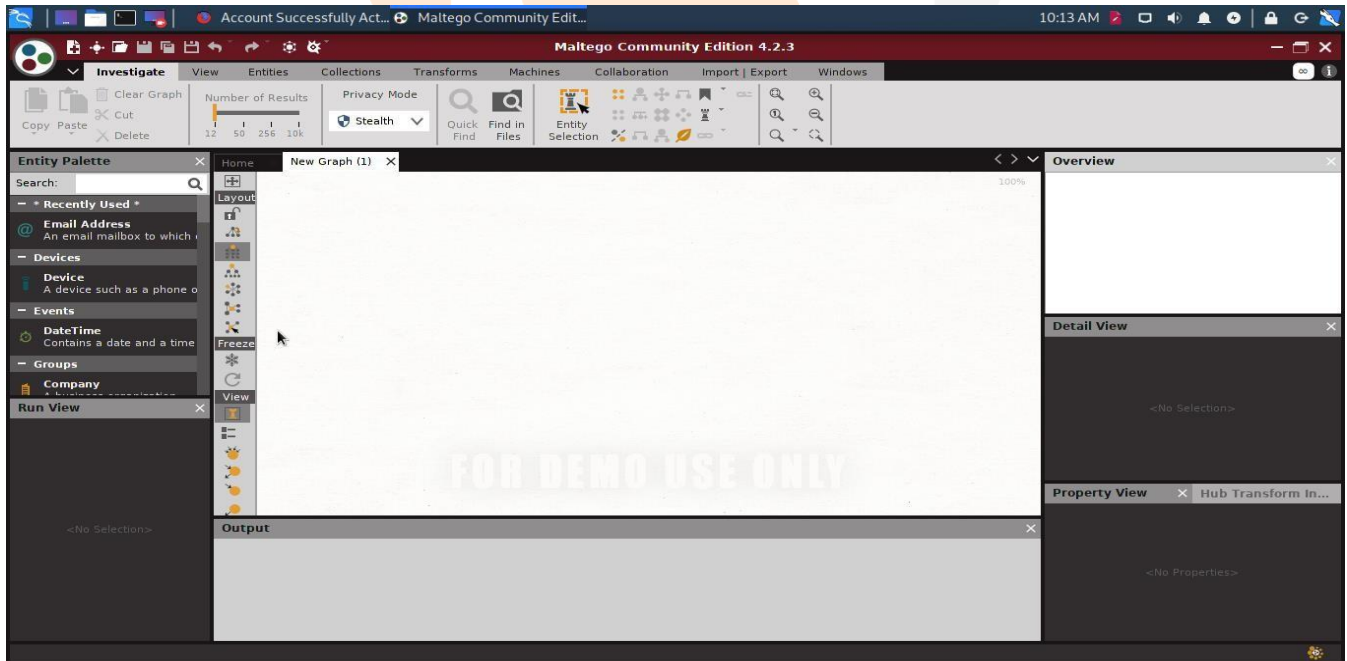 Account Successfully Act... Maltego Community Edit... 10:13 AM
Maltego Community Edition 4.2.3
Investigate View Entities Collections Transforms Machines Collaboration Import | Export Windows
Copy Paste Clear Graph Cut Delete
Number of Results
12 50 256 10k
Privacy Mode
Stealth
Quick Find
Find in Files
Entity Selection
Entity Palette
Search:
* Recently Used *
Email Address
An email mailbox to which
Devices
Device
A device such as a phone o
Events
DateTime
Contains a date and a time
Groups
Company
Run View
<No Selection>
Home New Graph (1)
100%
Layout
Freeze
View
FOR DEMO USE ONLY
Output
Overview
Detail View
<No Selection>
Property View Hub Transform In...
<No Properties>